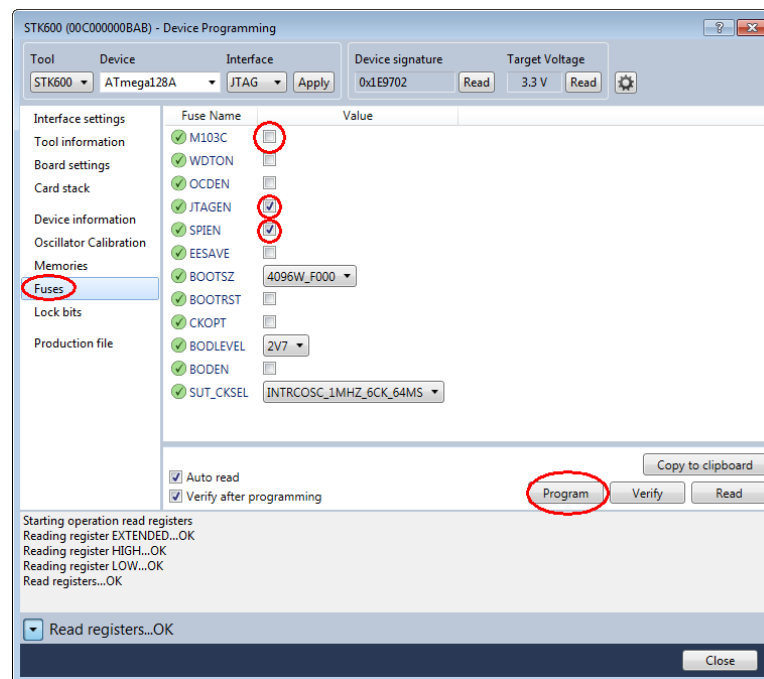 STK600 (00C000000BAB) - Device Programming
Tool Device Interface Device signature Target Voltage
STK600 ATmega128A JTAG Apply 0x1E9702 Read 3.3 V Read
Interface settings
Tool information
Board settings
Card stack
Device information
Oscillator Calibration
Memories
Fuses
Lock bits
Production file
Fuse Name Value
M103C
WDTON
OCDEN
JTAGEN
SPIEN
EESAVE
BOOTSZ 4096W_F000
BOOTRST
CKOPT
BODLEVEL 2V7
BODEN
SUT_CKSEL INTRCOSC_1MHZ_6CK_64MS
Copy to clipboard
Auto read
Verify after programming
Program Verify Read
Starting operation read registers
Reading register EXTENDED...OK
Reading register HIGH...OK
Reading register LOW...OK
Read registers...OK
Read registers...OK
Close